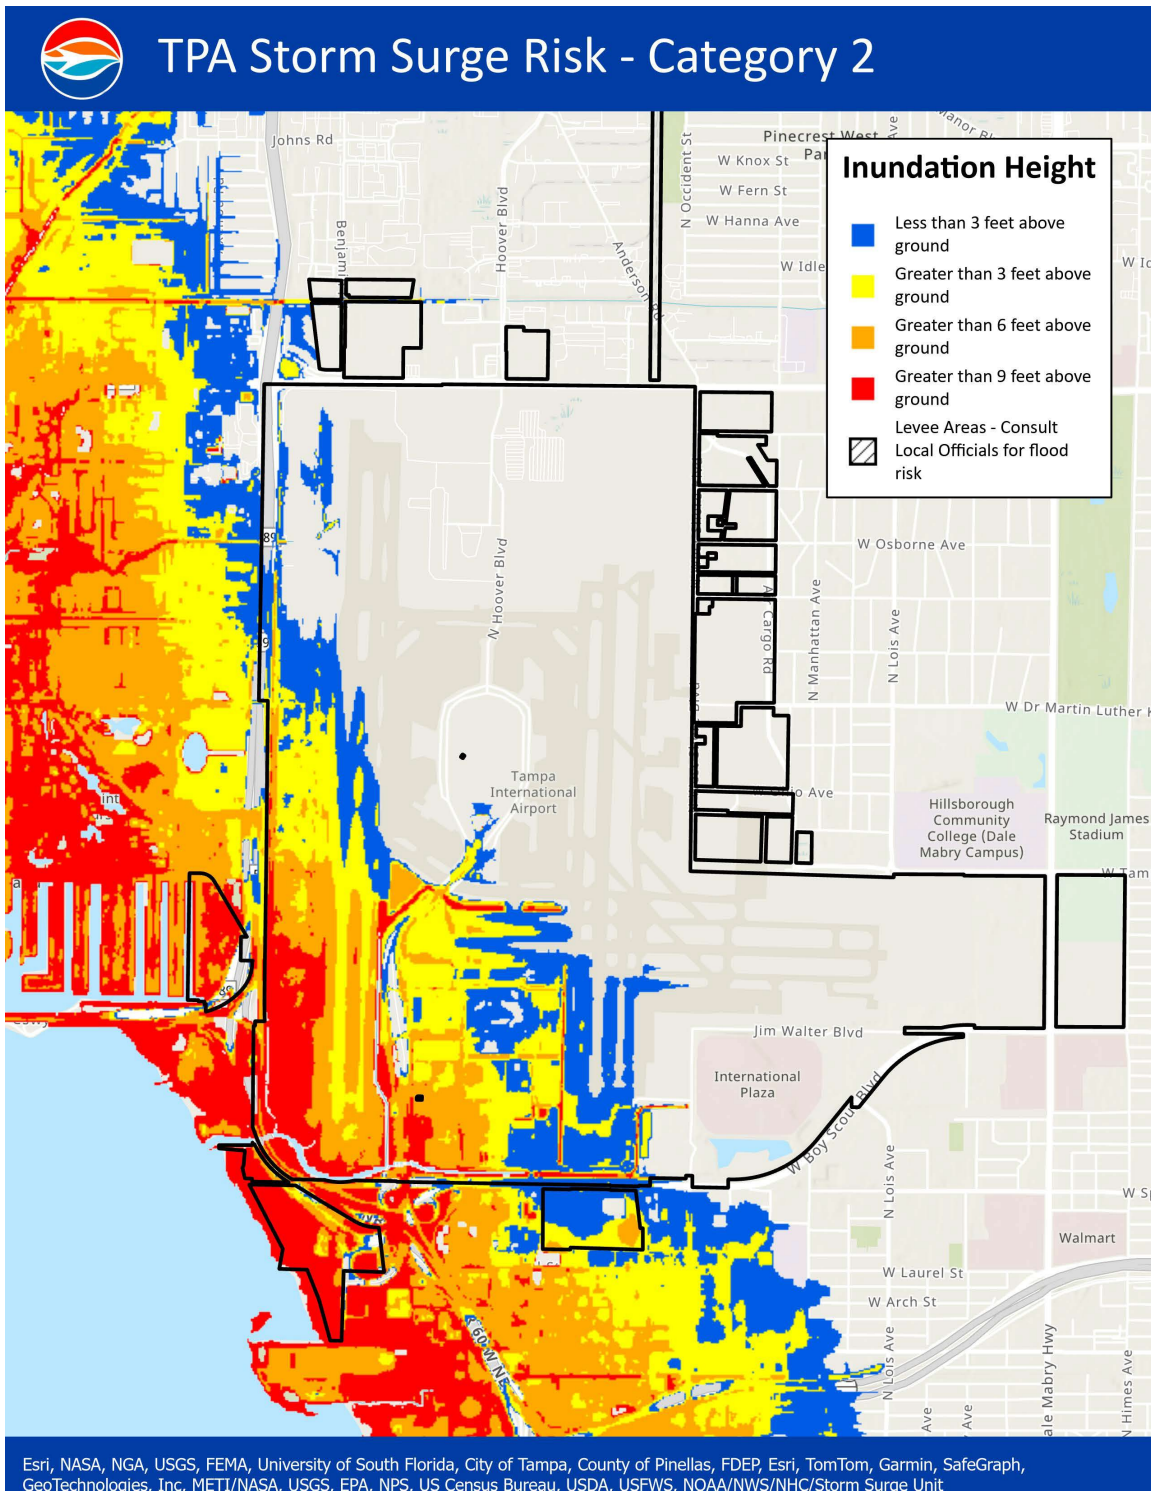 TPA Storm Surge Risk - Category 2
Johns Rd
Pinecrest West
W Knox St
W Fern St
W Hanna Ave
W Idle
N Occident St
Hoover Blvd
Anderson Rd
Inundation Height
Less than 3 feet above
ground
Greater than 3 feet above
ground
Greater than 6 feet above
ground
Greater than 9 feet above
ground
Levee Areas - Consult
Local Officials for flood
risk
W Osborne Ave
N Hoover Blvd
N Manhattan Ave
N Lois Ave
Cargo Rd
W Dr Martin Luther K
Tampa
International
Airport
Hillsborough
Community
College (Dale
Mabry Campus)
Raymond James
Stadium
W Tam
Jim Walter Blvd
International
Plaza
W Boy Scout Blvd
N Lois Ave
W Sp
Walmart
W Laurel St
W Arch St
60 W NB
N Lois Ave
Ave
Ave
ale Mabry Hwy
N Himes Ave
Esri, NASA, NGA, USGS, FEMA, University of South Florida, City of Tampa, County of Pinellas, FDEP, Esri, TomTom, Garmin, SafeGraph,
GeoTechnologies, Inc, METI/NASA, USGS, EPA, NPS, US Census Bureau, USDA, USFWS, NOAA/NWS/NHC/Storm Surge Unit